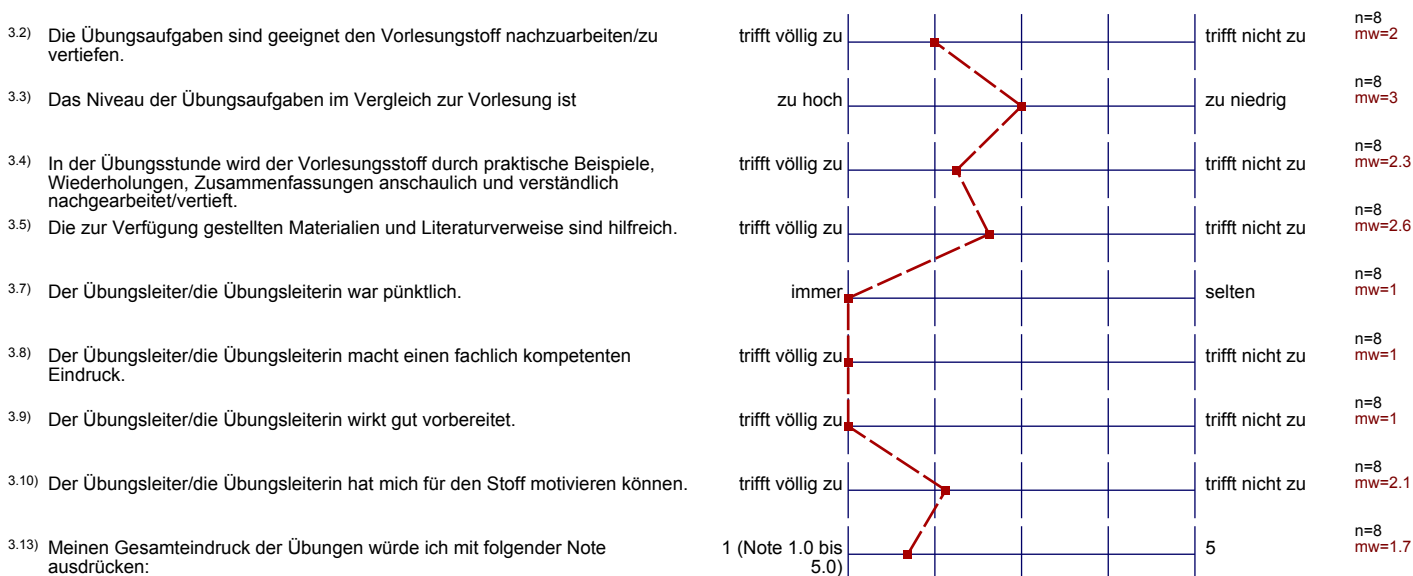 3.2) Die Übungsaufgaben sind geeignet den Vorlesungstoff nachzuarbeiten/zu
vertiefen.
trifft völlig zu
trifft nicht zu
n=8
mw=2
3.3) Das Niveau der Übungsaufgaben im Vergleich zur Vorlesung ist
zu hoch
zu niedrig
n=8
mw=3
3.4) In der Übungsstunde wird der Vorlesungsstoff durch praktische Beispiele,
Wiederholungen, Zusammenfassungen anschaulich und verständlich
nachgearbeitet/vertieft.
trifft völlig zu
trifft nicht zu
n=8
mw=2.3
3.5) Die zur Verfügung gestellten Materialien und Literaturverweise sind hilfreich.
trifft völlig zu
trifft nicht zu
n=8
mw=2.6
3.7) Der Übungsleiter/die Übungsleiterin war pünktlich.
immer
selten
n=8
mw=1
3.8) Der Übungsleiter/die Übungsleiterin macht einen fachlich kompetenten
Eindruck.
trifft völlig zu
trifft nicht zu
n=8
mw=1
3.9) Der Übungsleiter/die Übungsleiterin wirkt gut vorbereitet.
trifft völlig zu
trifft nicht zu
n=8
mw=1
3.10) Der Übungsleiter/die Übungsleiterin hat mich für den Stoff motivieren können.
trifft völlig zu
trifft nicht zu
n=8
mw=2.1
3.13) Meinen Gesamteindruck der Übungen würde ich mit folgender Note
ausdrücken:
1 (Note 1.0 bis
5.0)
5
n=8
mw=1.7